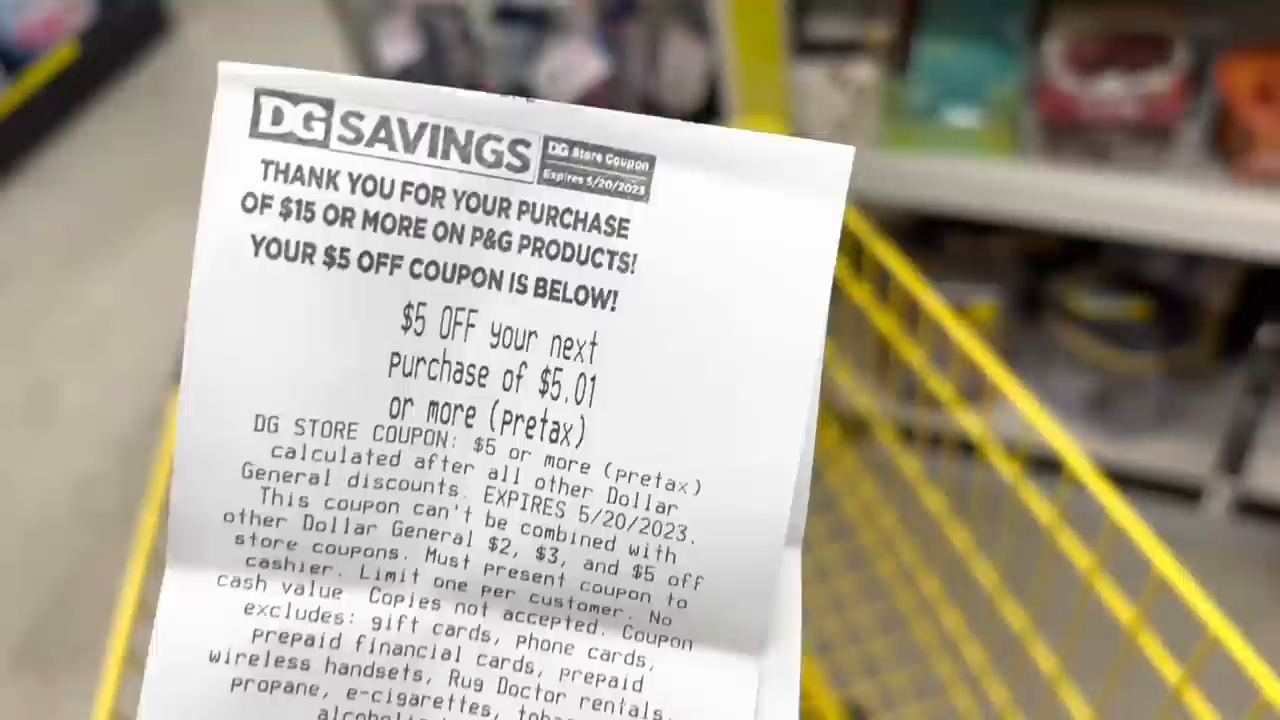 DG SAVINGS
DG Store Coupon
Expires 5/20/2023
THANK YOU FOR YOUR PURCHASE
OF $15 OR MORE ON P&G PRODUCTS!
YOUR $5 OFF COUPON IS BELOW!
$5 OFF your next
purchase of $5.01
or more (pretax)
DG STORE COUPON: $5 or more (pretax)
calculated after all other Dollar
General discounts. EXPIRES 5/20/2023.
This coupon can't be combined with
other Dollar General $2, $3, and $5 off
store coupons. Must present coupon to
cashier. Limit one per customer. No
cash value. Copies not accepted. Coupon
excludes: gift cards, phone cards,
prepaid financial cards, prepaid
wireless handsets, Rug Doctor rentals,
propane, e-cigarettes,